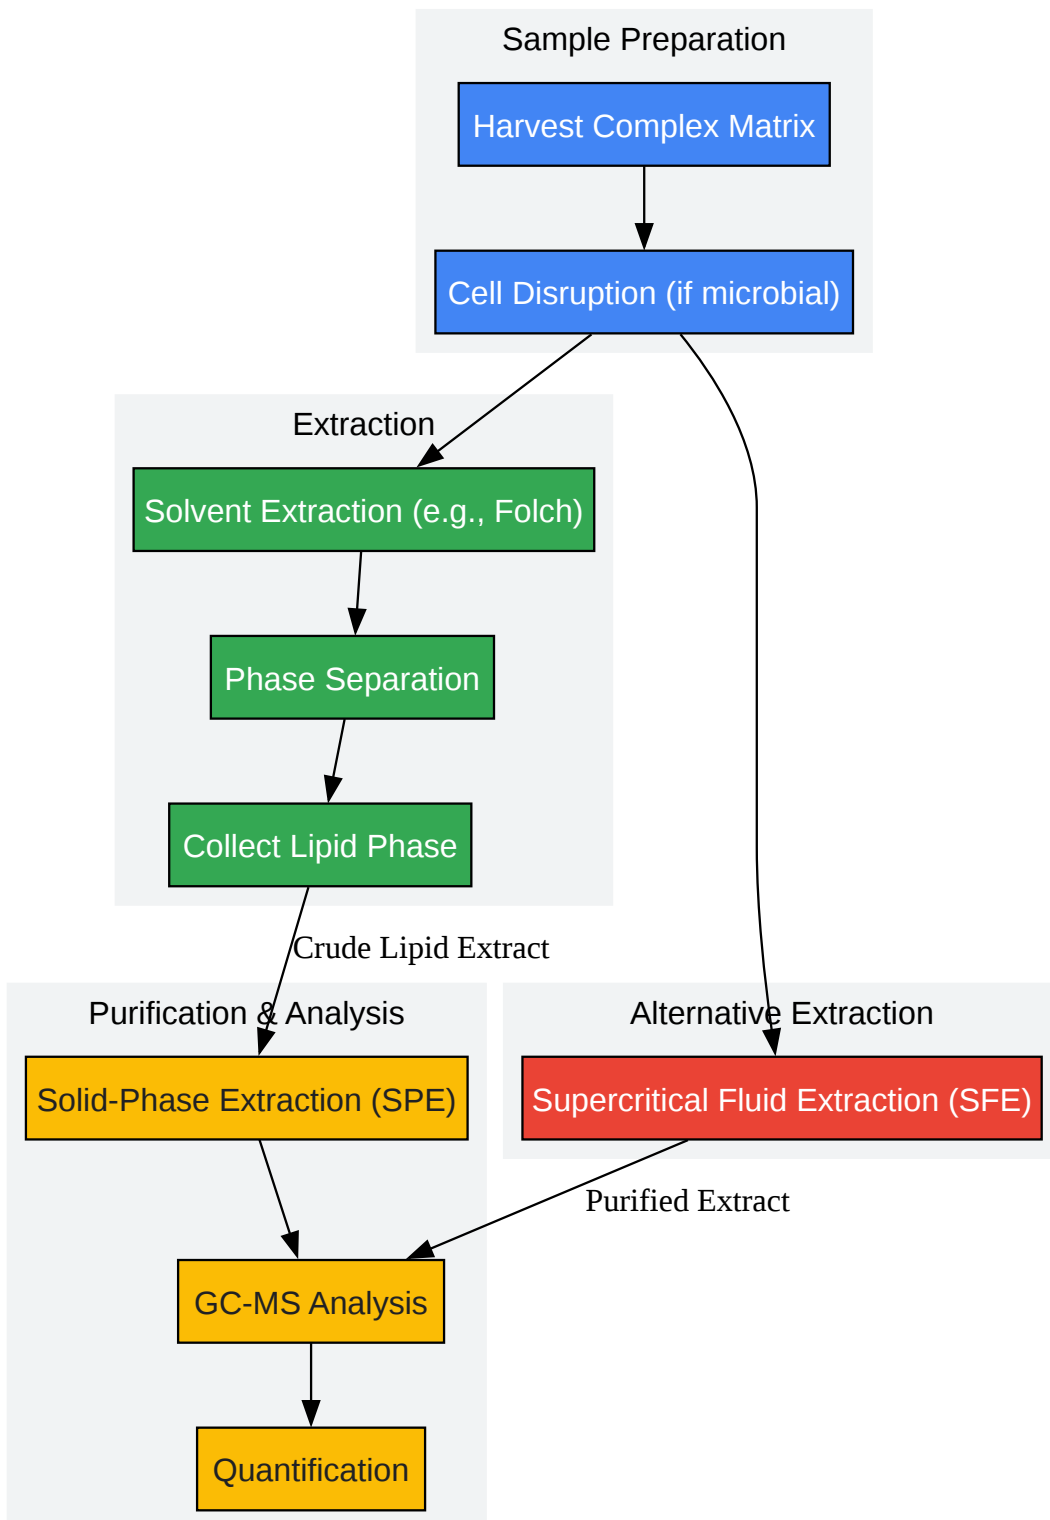 Sample Preparation
Harvest Complex Matrix
Cell Disruption (if microbial)
Extraction
Solvent Extraction (e.g., Folch)
Phase Separation
Collect Lipid Phase
Crude Lipid Extract
Purification & Analysis
Alternative Extraction
Solid-Phase Extraction (SPE)
Supercritical Fluid Extraction (SFE)
Purified Extract
GC-MS Analysis
Quantification